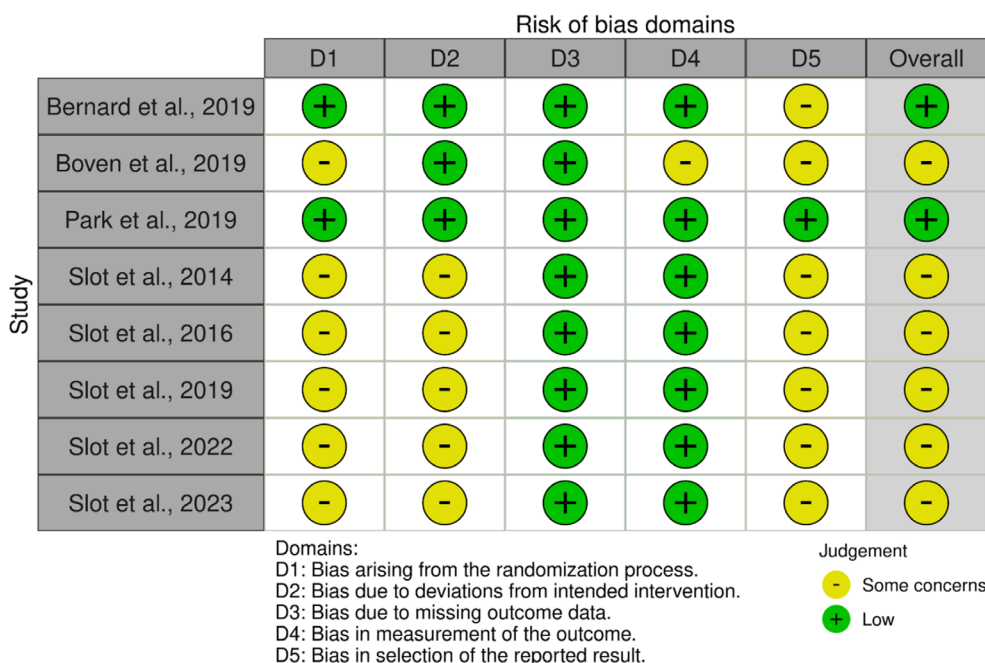 Risk of bias domains
D1 D2 D3 D4 D5 Overall
Study
Bernard et al., 2019 + + + + - +
Boven et al., 2019 - + + - - -
Park et al., 2019 + + + + + +
Slot et al., 2014 - - + + - -
Slot et al., 2016 - - + + - -
Slot et al., 2019 - - + + - -
Slot et al., 2022 - - + + - -
Slot et al., 2023 - - + + - -
Domains:
D1: Bias arising from the randomization process.
D2: Bias due to deviations from intended intervention.
D3: Bias due to missing outcome data.
D4: Bias in measurement of the outcome.
D5: Bias in selection of the reported result.
Judgement
- Some concerns
+ Low